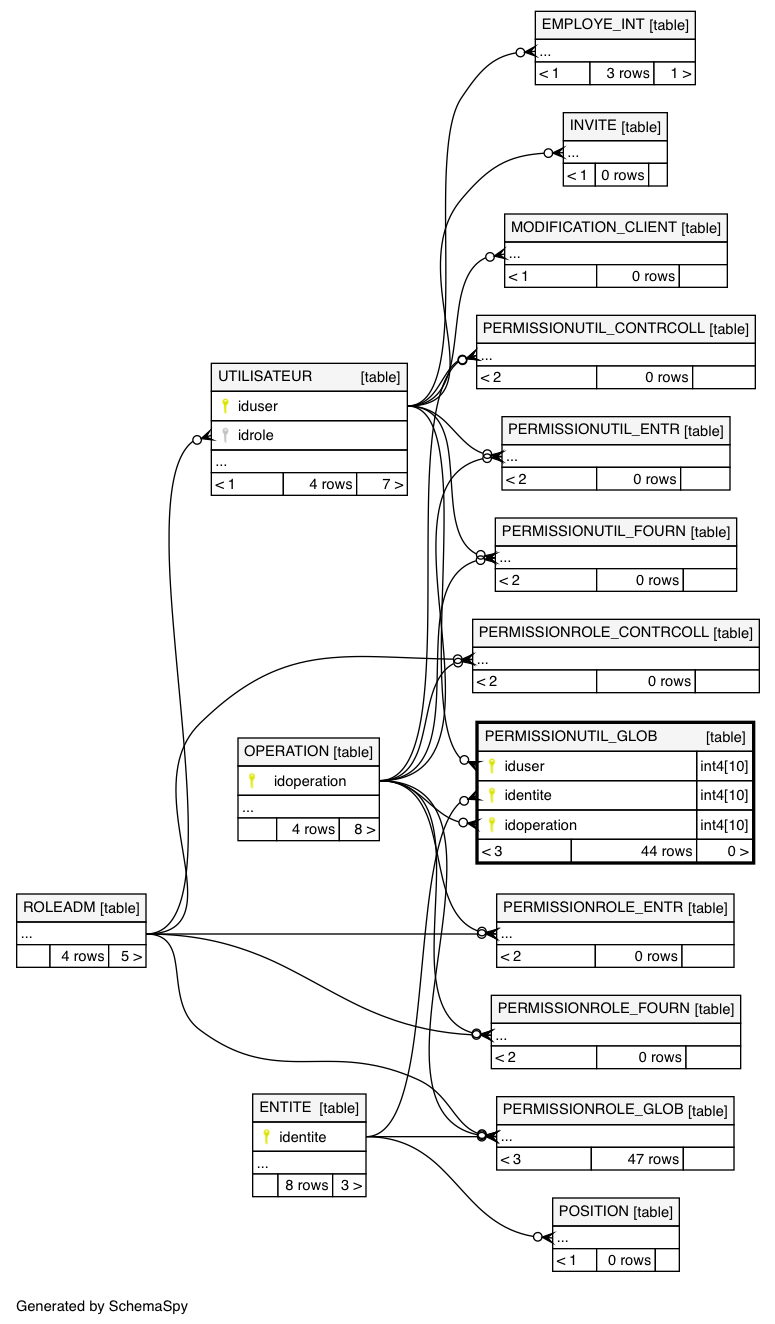 EMPLOYE_INT [table]
...
< 1 3 rows 1 >
INVITE [table]
...
< 1 0 rows
MODIFICATION_CLIENT [table]
...
< 1 0 rows
PERMISSIONUTIL_CONTRCOLL [table]
...
< 2 0 rows
UTILISATEUR [table]
iduser
idrole
...
< 1 4 rows 7 >
PERMISSIONUTIL_ENTR [table]
...
< 2 0 rows
PERMISSIONUTIL_FOURN [table]
...
< 2 0 rows
PERMISSIONROLE_CONTRCOLL [table]
...
< 2 0 rows
OPERATION [table]
idoperation
...
4 rows 8 >
PERMISSIONUTIL_GLOB [table]
iduser int4[10]
identite int4[10]
idoperation int4[10]
< 3 44 rows 0 >
ROLEADM [table]
...
4 rows 5 >
PERMISSIONROLE_ENTR [table]
...
< 2 0 rows
PERMISSIONROLE_FOURN [table]
...
< 2 0 rows
ENTITE [table]
identite
...
8 rows 3 >
PERMISSIONROLE_GLOB [table]
...
< 3 47 rows
POSITION [table]
...
< 1 0 rows
Generated by SchemaSpy